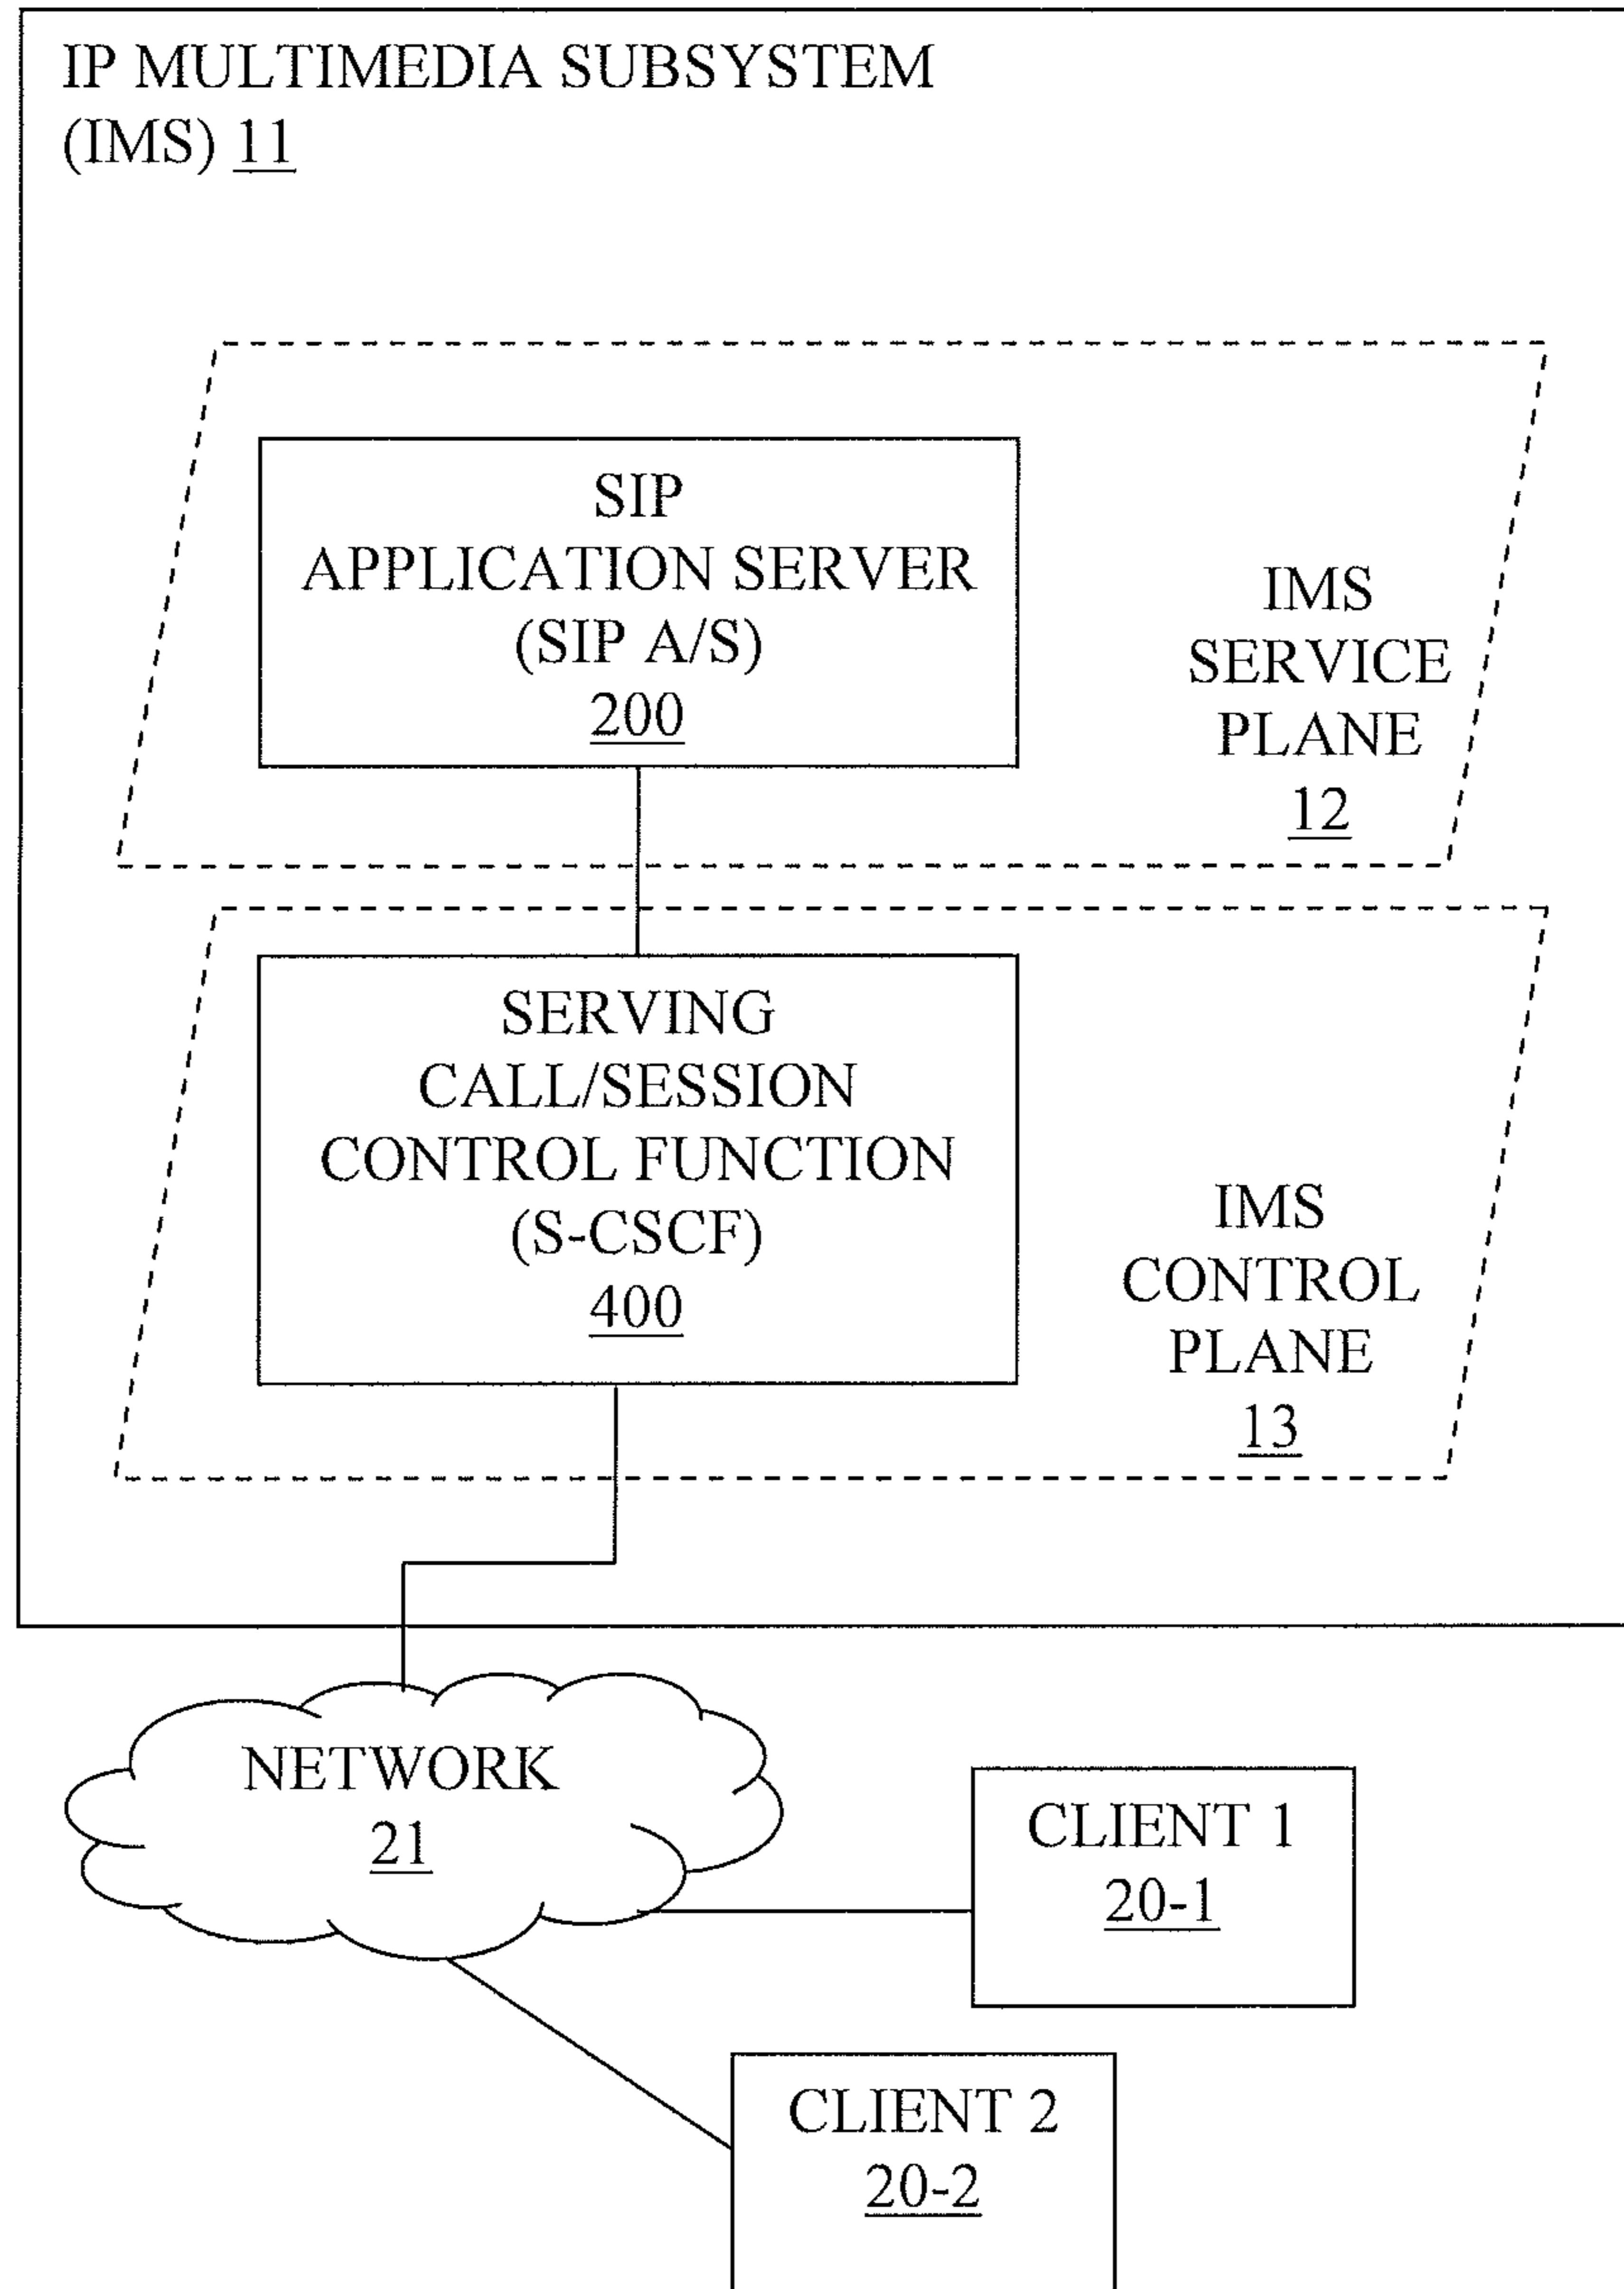 IP MULTIMEDIA SUBSYSTEM
(IMS) 11
SIP
APPLICATION SERVER
(SIP A/S)
200
IMS
SERVICE
PLANE
12
SERVING
CALL/SESSION
CONTROL FUNCTION
(S-CSCF)
400
IMS
CONTROL
PLANE
13
NETWORK
21
CLIENT 1
20-1
CLIENT 2
20-2